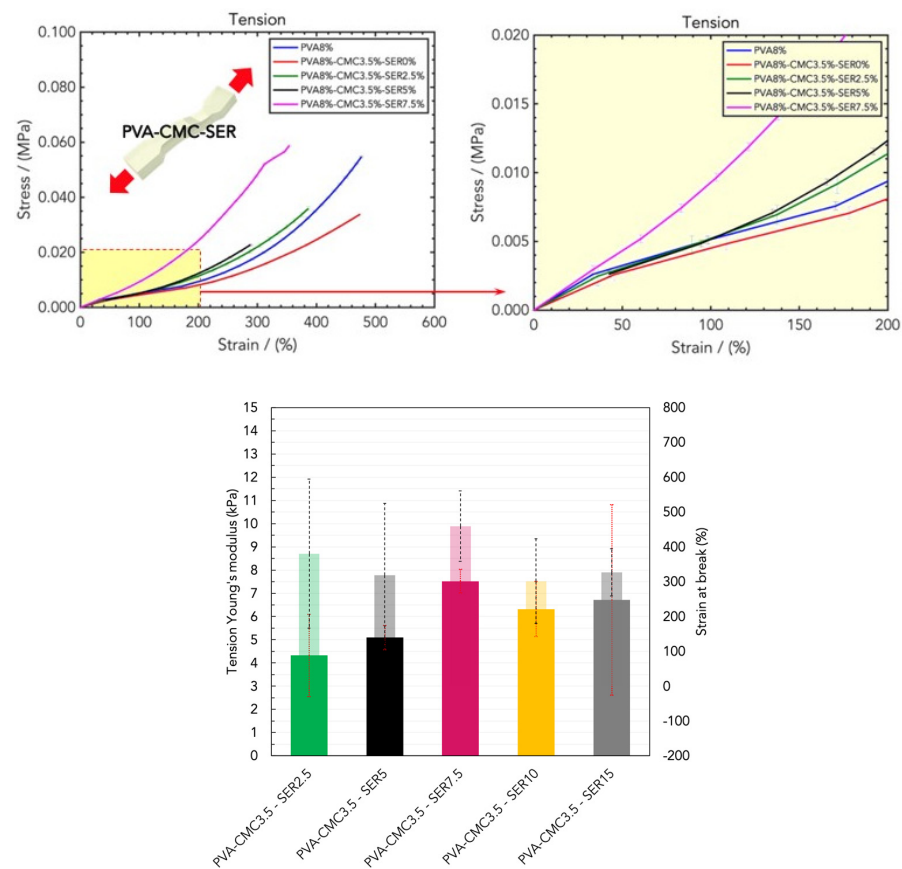 Tension
0.100
0.080
0.060
0.040
0.020
0.000
Stress / (MPa)
PVA8%
PVA8%-CMC3.5%-SER0%
PVA8%-CMC3.5%-SER2.5%
PVA8%-CMC3.5%-SER5%
PVA8%-CMC3.5%-SER7.5%
PVA-CMC-SER
0 100 200 300 400 500 600
Strain / (%)
Tension
0.020
0.015
0.010
0.005
0.000
Stress / (MPa)
PVA8%
PVA8%-CMC3.5%-SER0%
PVA8%-CMC3.5%-SER2.5%
PVA8%-CMC3.5%-SER5%
PVA8%-CMC3.5%-SER7.5%
0 50 100 150 200
Strain / (%)
15
14
13
12
11
10
9
8
7
6
5
4
3
2
1
0
Tension Young's modulus (kPa)
800
700
600
500
400
300
200
100
0
-100
-200
Strain at break (%)
PVA-CMC3.5 - SER2.5
PVA-CMC3.5 - SER5
PVA-CMC3.5 - SER7.5
PVA-CMC3.5 - SER10
PVA-CMC3.5 - SER15